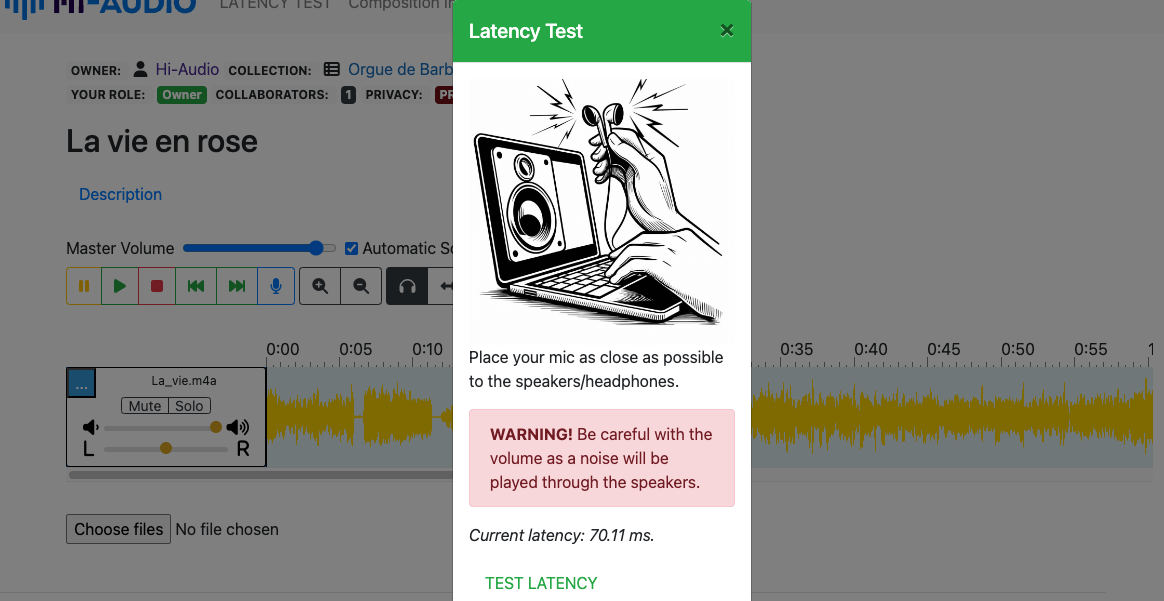 HI-AUDIO LATENCY TEST Composition in
Latency Test ×
OWNER: Hi-Audio COLLECTION: Orgue de Barb
YOUR ROLE: Owner COLLABORATORS: 1 PRIVACY: PR
La vie en rose
Description
Master Volume Automatic Sc
0:00 0:05 0:10 0:35 0:40 0:45 0:50 0:55 1
...
La_vie.m4a
Mute Solo
L R
Choose files No file chosen
Place your mic as close as possible
to the speakers/headphones.
WARNING! Be careful with the
volume as a noise will be
played through the speakers.
Current latency: 70.11 ms.
TEST LATENCY